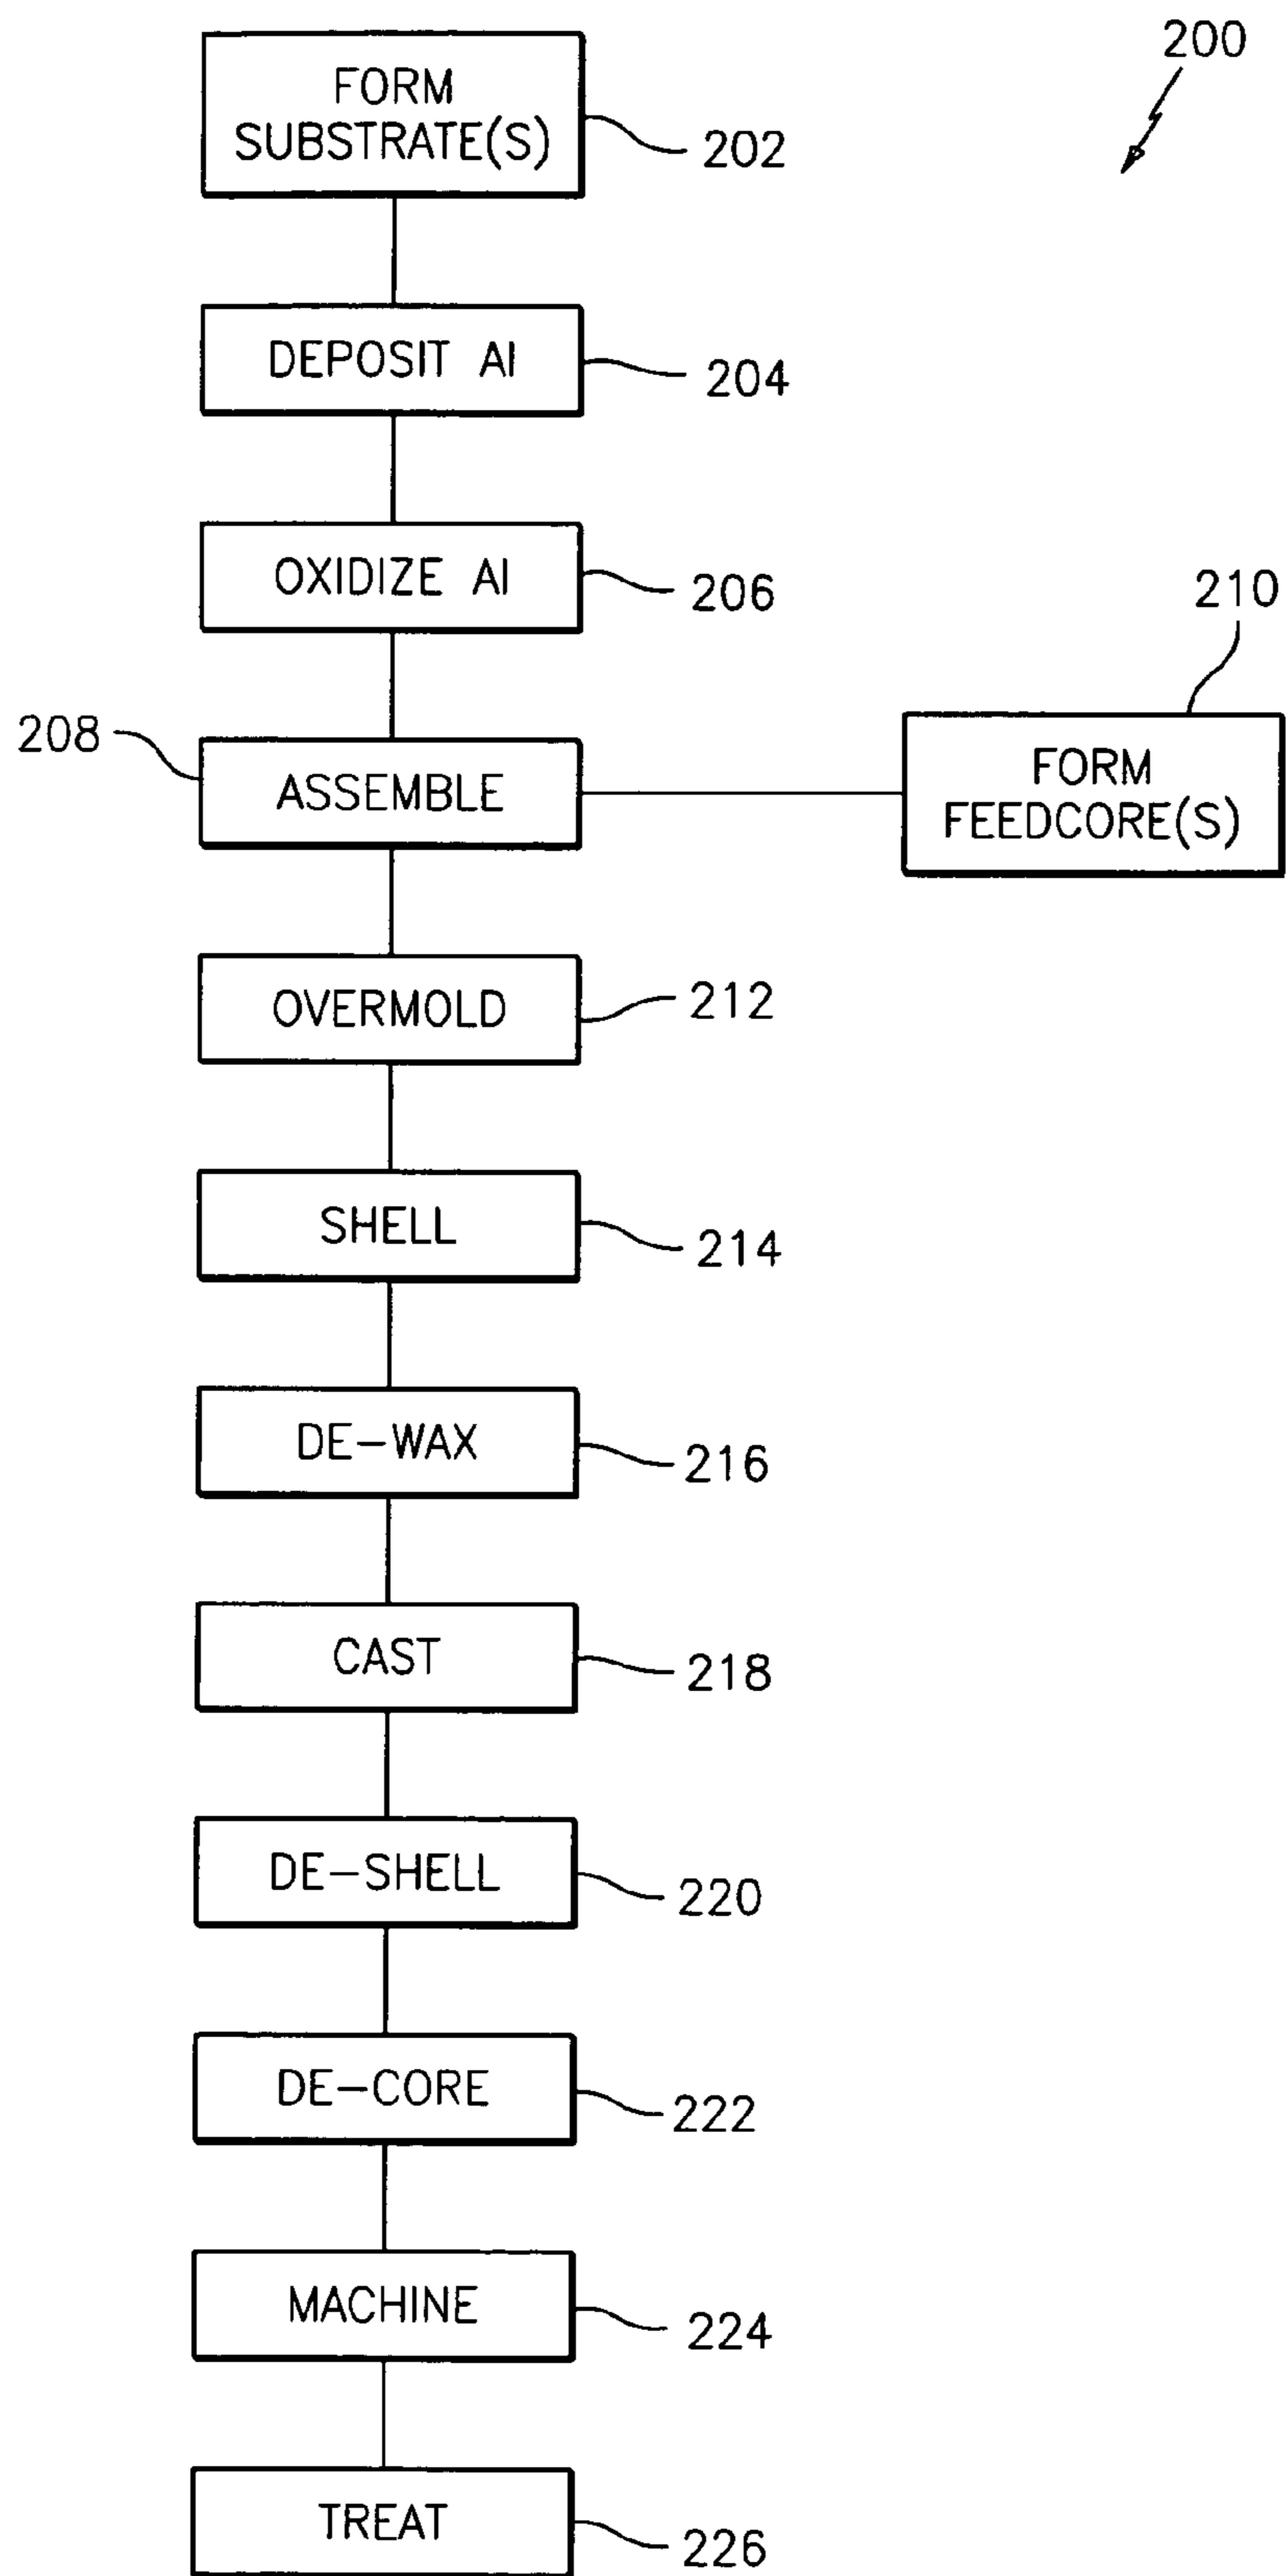 200
FORM
SUBSTRATE(S)
202
DEPOSIT Al
204
OXIDIZE Al
206
210
208
ASSEMBLE
FORM
FEEDCORE(S)
OVERMOLD
212
SHELL
214
DE-WAX
216
CAST
218
DE-SHELL
220
DE-CORE
222
MACHINE
224
TREAT
226